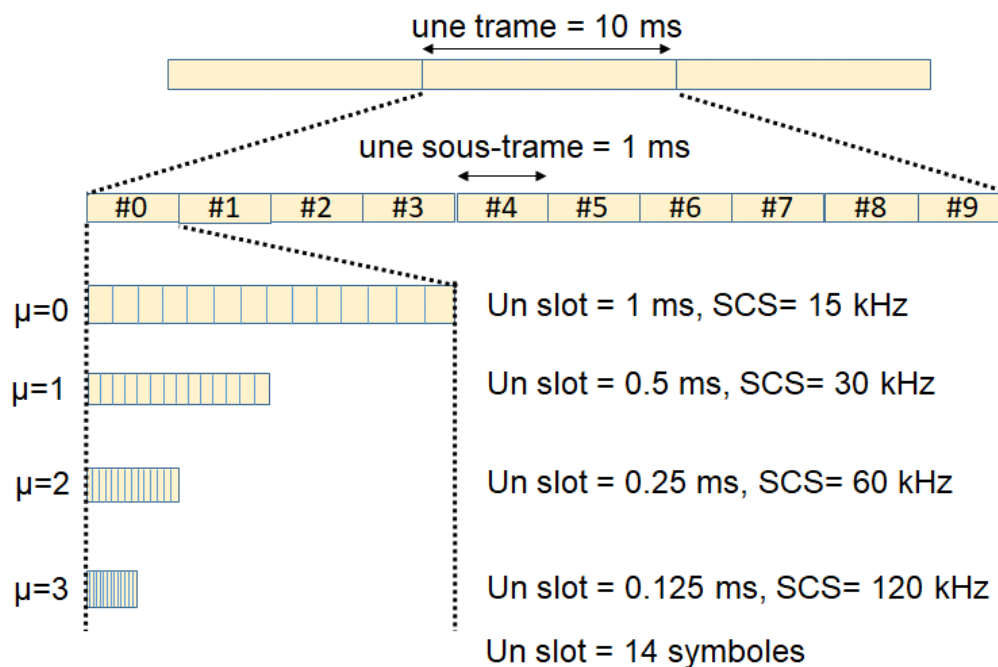 une trame = 10 ms
une sous-trame = 1 ms
#0 #1 #2 #3 #4 #5 #6 #7 #8 #9
μ=0 Un slot = 1 ms, SCS= 15 kHz
μ=1 Un slot = 0.5 ms, SCS= 30 kHz
μ=2 Un slot = 0.25 ms, SCS= 60 kHz
μ=3 Un slot = 0.125 ms, SCS= 120 kHz
Un slot = 14 symboles